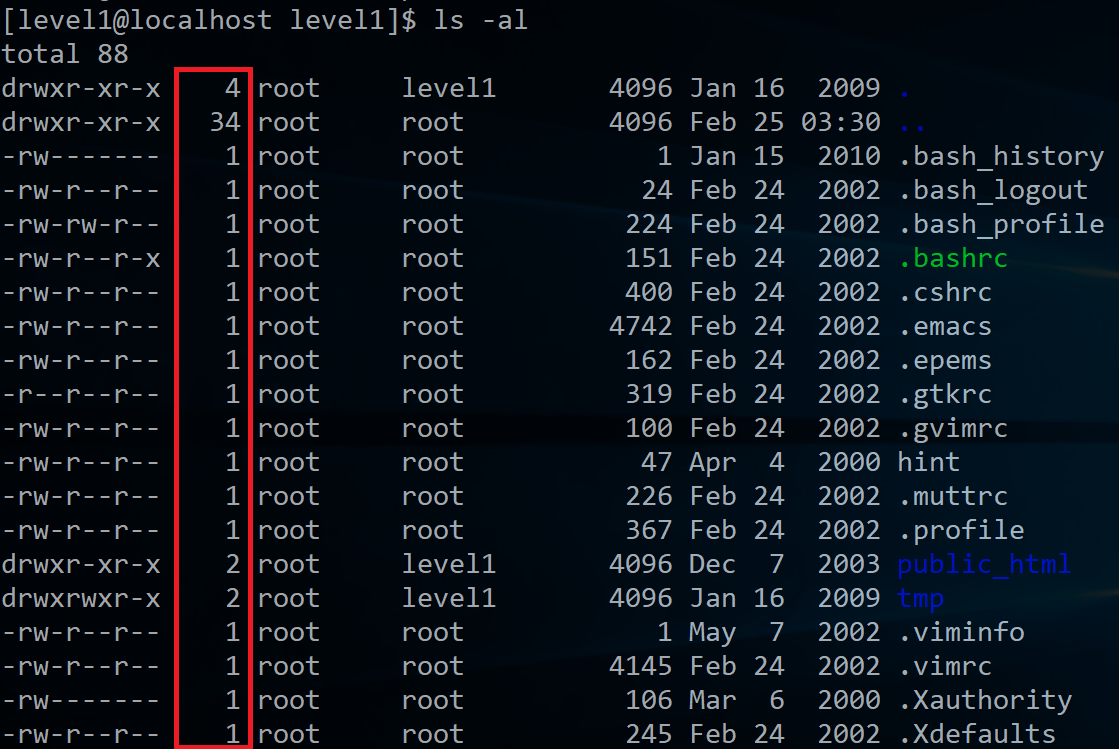 [level1@localhost level1]$ ls -al
total 88
drwxr-xr-x    4 root     level1       4096 Jan 16  2009 .
drwxr-xr-x   34 root     root         4096 Feb 25 03:30 ..
-rw-------    1 root     root            1 Jan 15  2010 .bash_history
-rw-r--r--    1 root     root           24 Feb 24  2002 .bash_logout
-rw-rw-r--    1 root     root          224 Feb 24  2002 .bash_profile
-rw-r--r-x    1 root     root          151 Feb 24  2002 .bashrc
-rw-r--r--    1 root     root          400 Feb 24  2002 .cshrc
-rw-r--r--    1 root     root         4742 Feb 24  2002 .emacs
-rw-r--r--    1 root     root          162 Feb 24  2002 .epems
-r--r--r--    1 root     root          319 Feb 24  2002 .gtkrc
-rw-r--r--    1 root     root          100 Feb 24  2002 .gvimrc
-rw-r--r--    1 root     root           47 Apr  4  2000 hint
-rw-r--r--    1 root     root          226 Feb 24  2002 .muttrc
-rw-r--r--    1 root     root          367 Feb 24  2002 .profile
drwxr-xr-x    2 root     level1       4096 Dec  7  2003 public_html
drwxrwxr-x    2 root     level1       4096 Jan 16  2009 tmp
-rw-r--r--    1 root     root            1 May  7  2002 .viminfo
-rw-r--r--    1 root     root         4145 Feb 24  2002 .vimrc
-rw-------    1 root     root          106 Mar  6  2000 .Xauthority
-rw-r--r--    1 root     root          245 Feb 24  2002 .Xdefaults